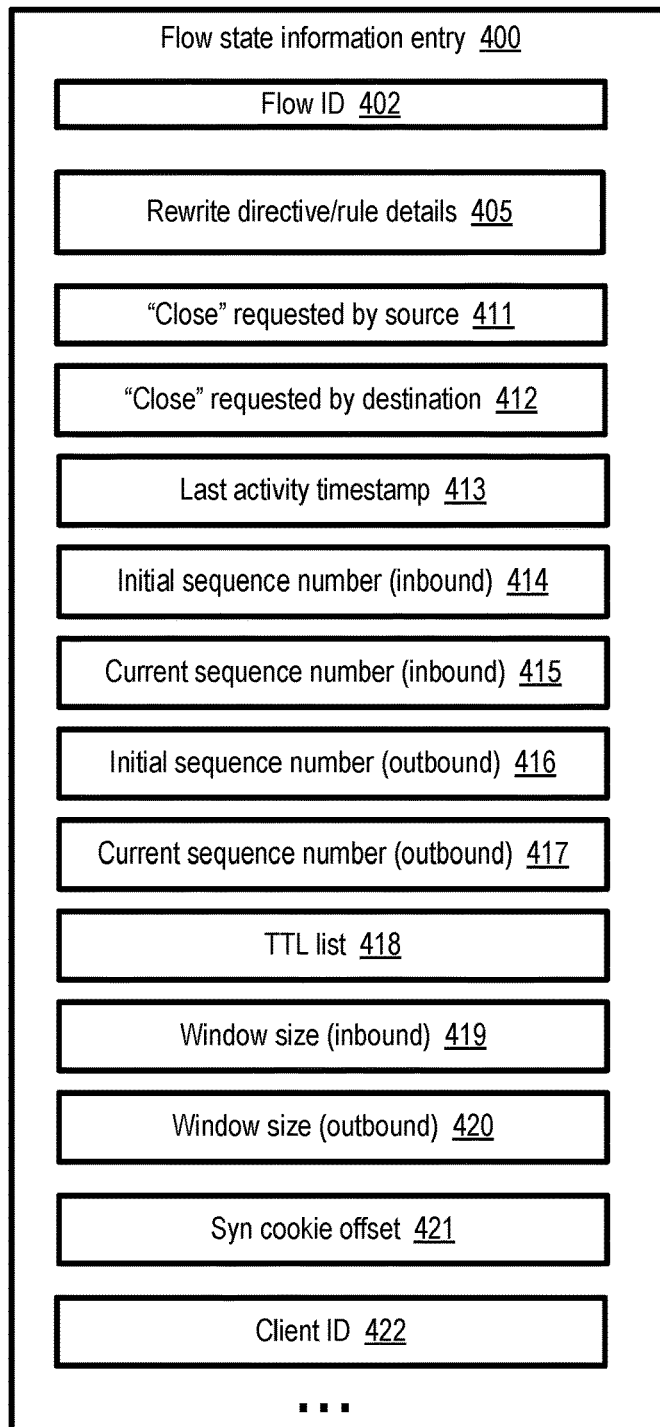 Flow state information entry 400
Flow ID 402
Rewrite directive/rule details 405
“Close” requested by source 411
“Close” requested by destination 412
Last activity timestamp 413
Initial sequence number (inbound) 414
Current sequence number (inbound) 415
Initial sequence number (outbound) 416
Current sequence number (outbound) 417
TTL list 418
Window size (inbound) 419
Window size (outbound) 420
Syn cookie offset 421
Client ID 422
...